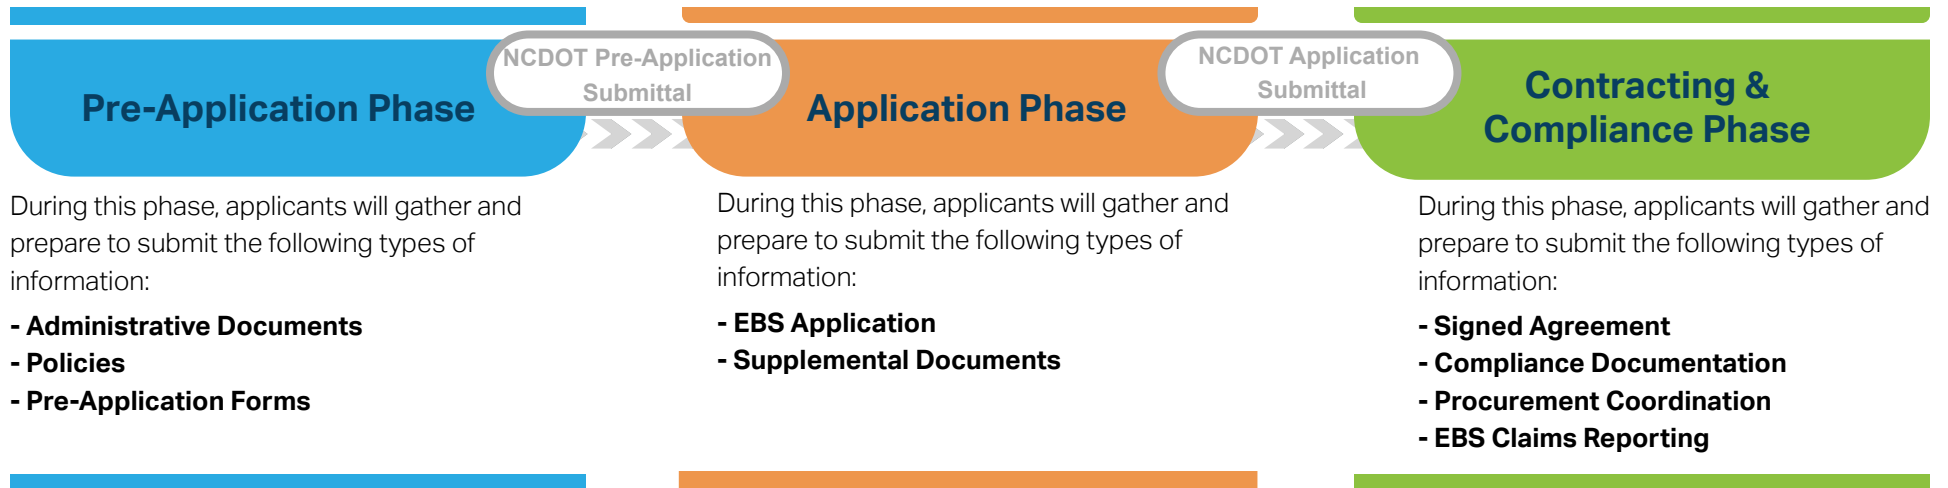 Pre-Application Phase
During this phase, applicants will gather and
prepare to submit the following types of
information:
- Administrative Documents
- Policies
- Pre-Application Forms
NCDOT Pre-Application
Submittal
Application Phase
During this phase, applicants will gather and
prepare to submit the following types of
information:
- EBS Application
- Supplemental Documents
NCDOT Application
Submittal
Contracting &
Compliance Phase
During this phase, applicants will gather and
prepare to submit the following types of
information:
- Signed Agreement
- Compliance Documentation
- Procurement Coordination
- EBS Claims Reporting